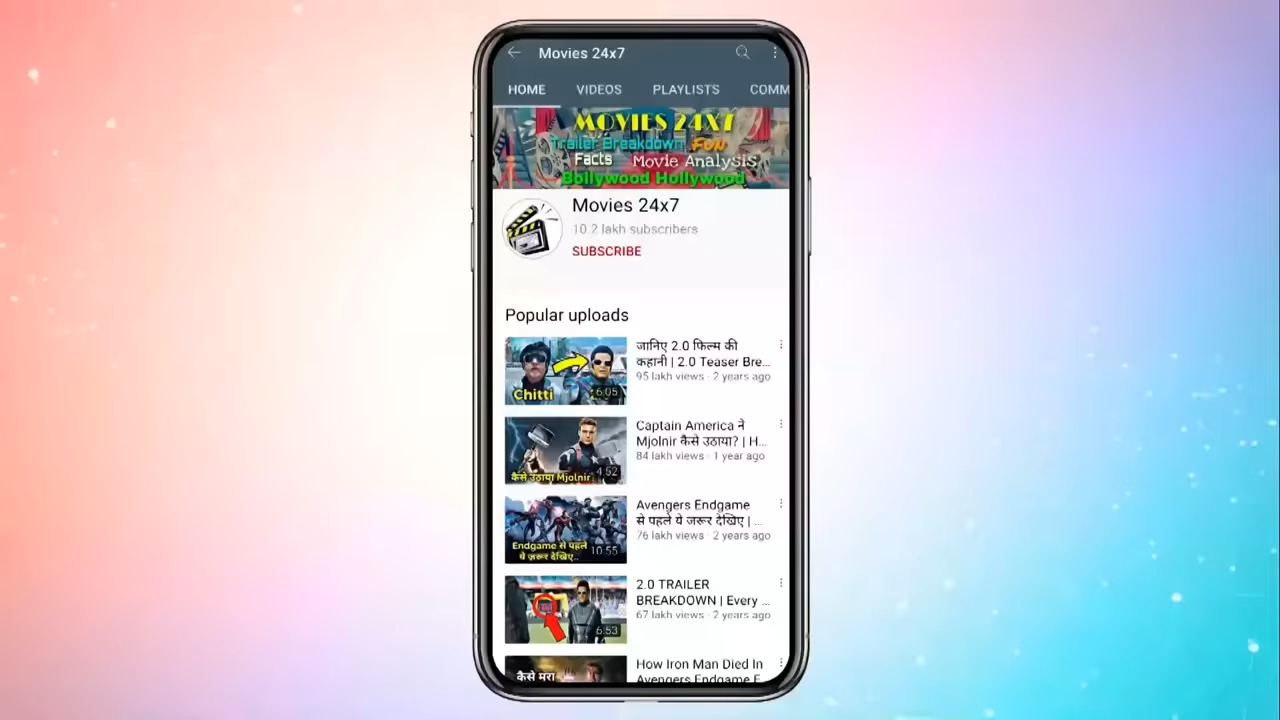 Movies 24x7
HOME VIDEOS PLAYLISTS COMM
MOVIES 24X7
Trailer Breakdown FUN
Facts Movie Analysis
Bollywood Hollywood
Movies 24x7
10.2 lakh subscribers
SUBSCRIBE
Popular uploads
Chitti
6:05
जानिए 2.0 फिल्म की
कहानी | 2.0 Teaser Bre...
95 lakh views · 2 years ago
कैसे उठाया Mjolnir
4:52
Captain America ने
Mjolnir कैसे उठाया? | H...
84 lakh views · 1 year ago
Endgame से पहले
ये ज़रूर देखिए..
10:55
Avengers Endgame
से पहले ये जरूर देखिए | ...
76 lakh views · 2 years ago
6:53
2.0 TRAILER
BREAKDOWN | Every ...
67 lakh views · 2 years ago
कैसे मरा
How Iron Man Died In
Avengers Endgame F